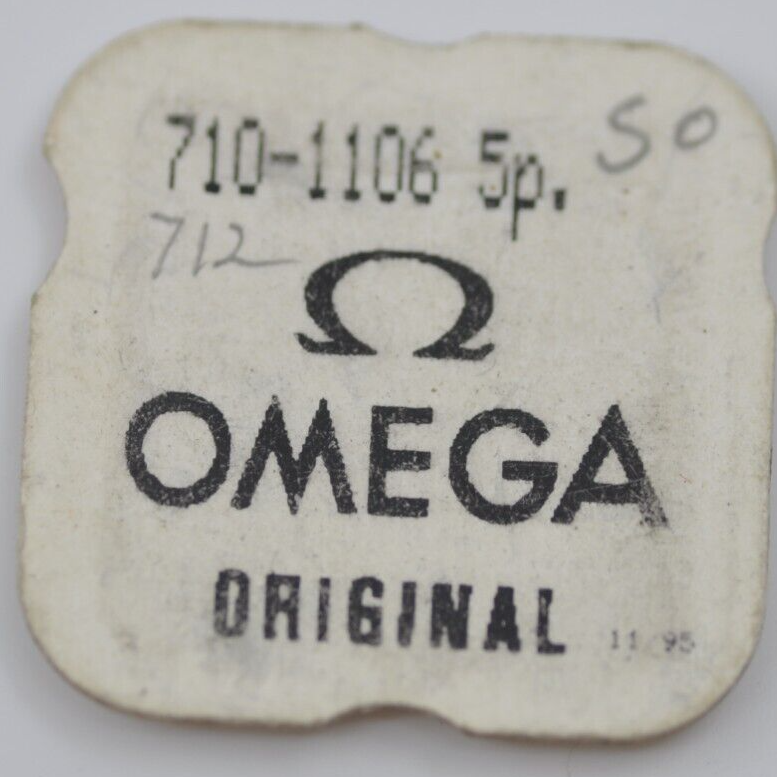 710-1106 5p. 50
712
Ω
OMEGA
ORIGINAL 11 95